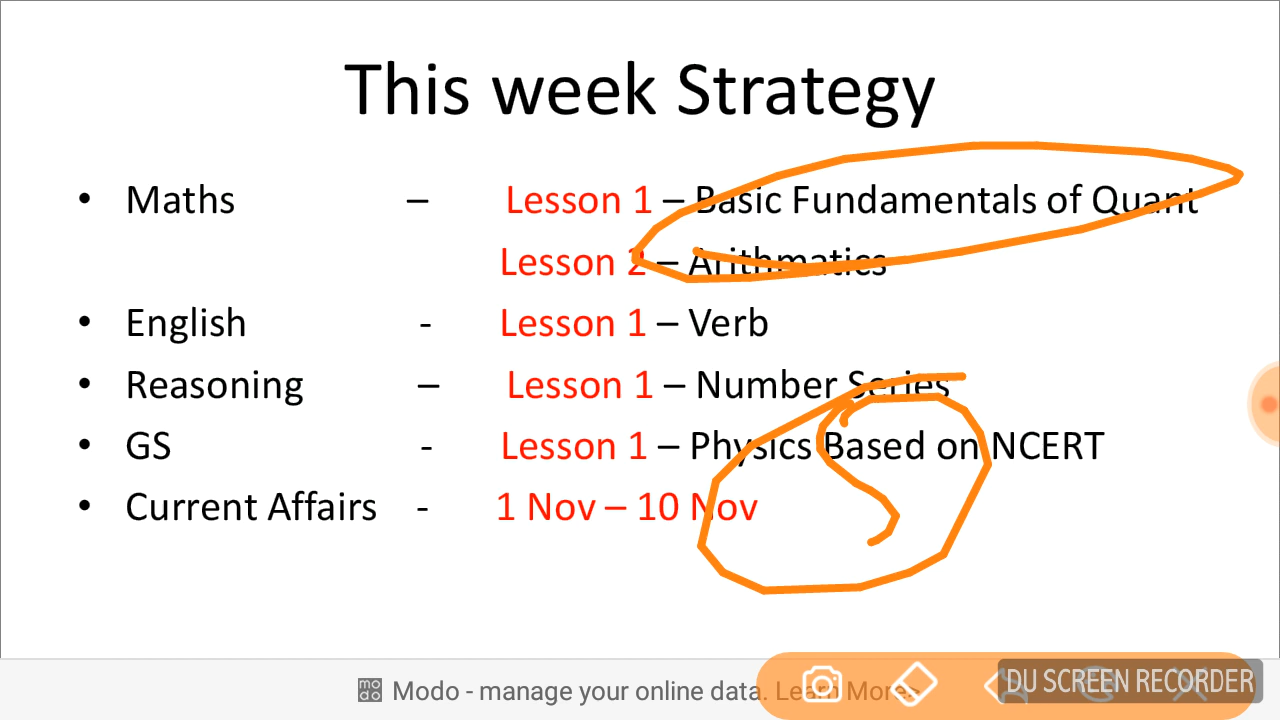 This week Strategy
• Maths – Lesson 1 – Basic Fundamentals of Quant
Lesson 2 – Arithmatics
• English - Lesson 1 – Verb
• Reasoning – Lesson 1 – Number Series
• GS - Lesson 1 – Physics Based on NCERT
• Current Affairs - 1 Nov – 10 Nov
5
modo Modo - manage your online data. Learn More>
DU SCREEN RECORDER